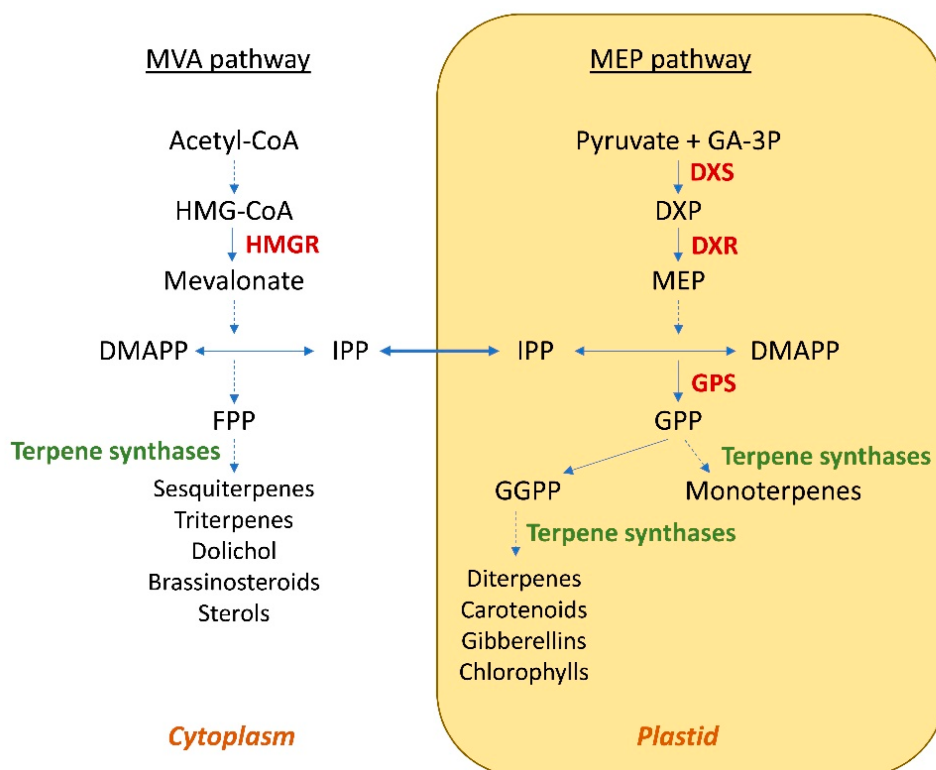 MVA pathway
Acetyl-CoA
HMG-CoA
HMGR
Mevalonate
DMAPP
IPP
FPP
Terpene synthases
Sesquiterpenes
Triterpenes
Dolichol
Brassinosteroids
Sterols
Cytoplasm
MEP pathway
Pyruvate + GA-3P
DXS
DXP
DXR
MEP
IPP
DMAPP
GPS
GPP
Terpene synthases
GGPP
Monoterpenes
Terpene synthases
Diterpenes
Carotenoids
Gibberellins
Chlorophylls
Plastid